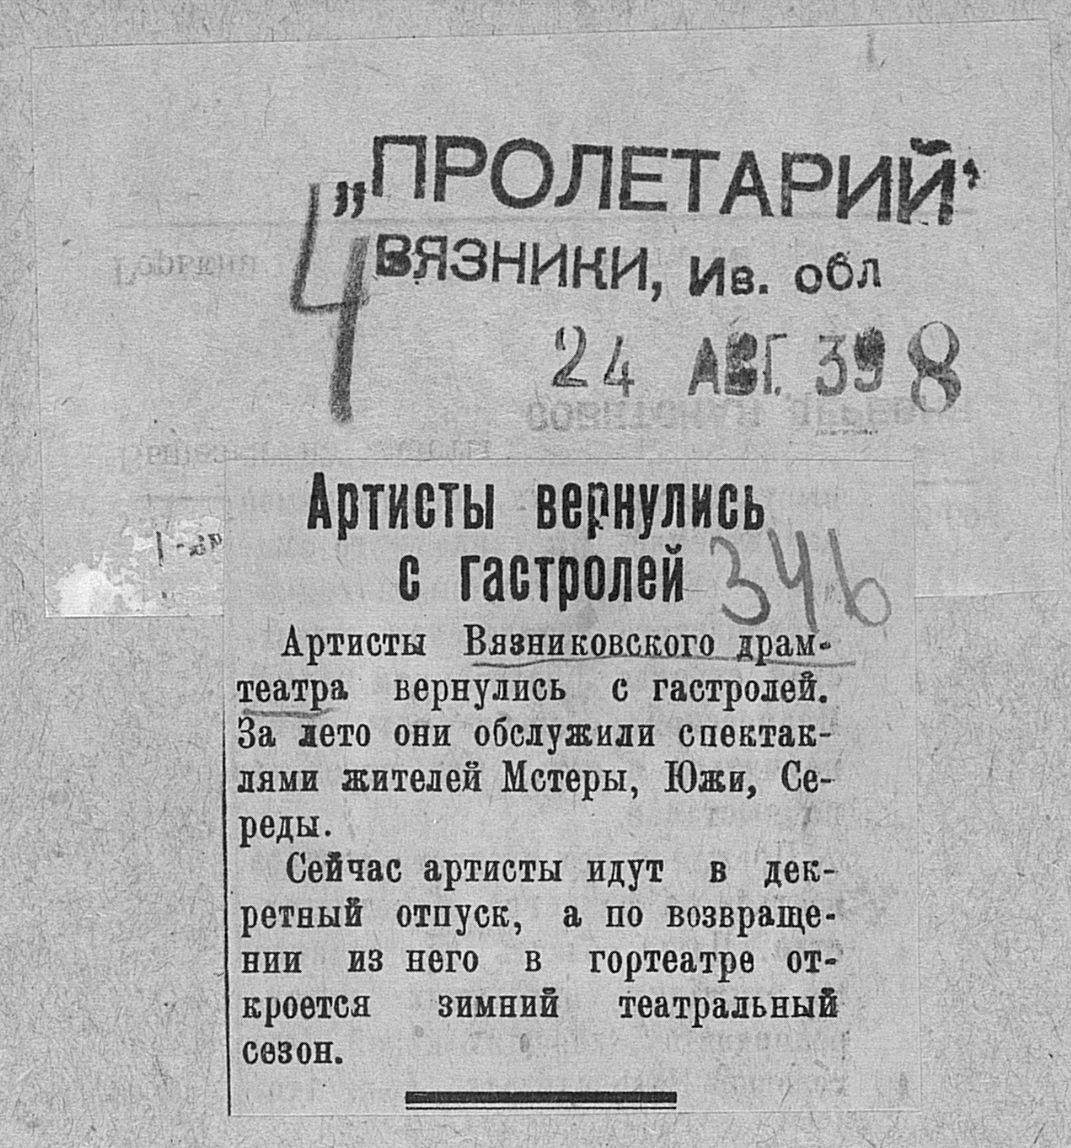 „ПРОЛЕТАРИЙ“
ВЯЗНИКИ, Ив. обл
4
24 АВГ. 39 8
Артисты вернулись
с гастролей
346
Артисты Вязниковского драм-
театра вернулись с гастролей.
За лето они обслужили спектак-
лями жителей Мстеры, Южи, Се-
реды.
Сейчас артисты идут в дек-
ретный отпуск, а по возвраще-
нии из него в гортеатре от-
кроется зимний театральный
сезон.